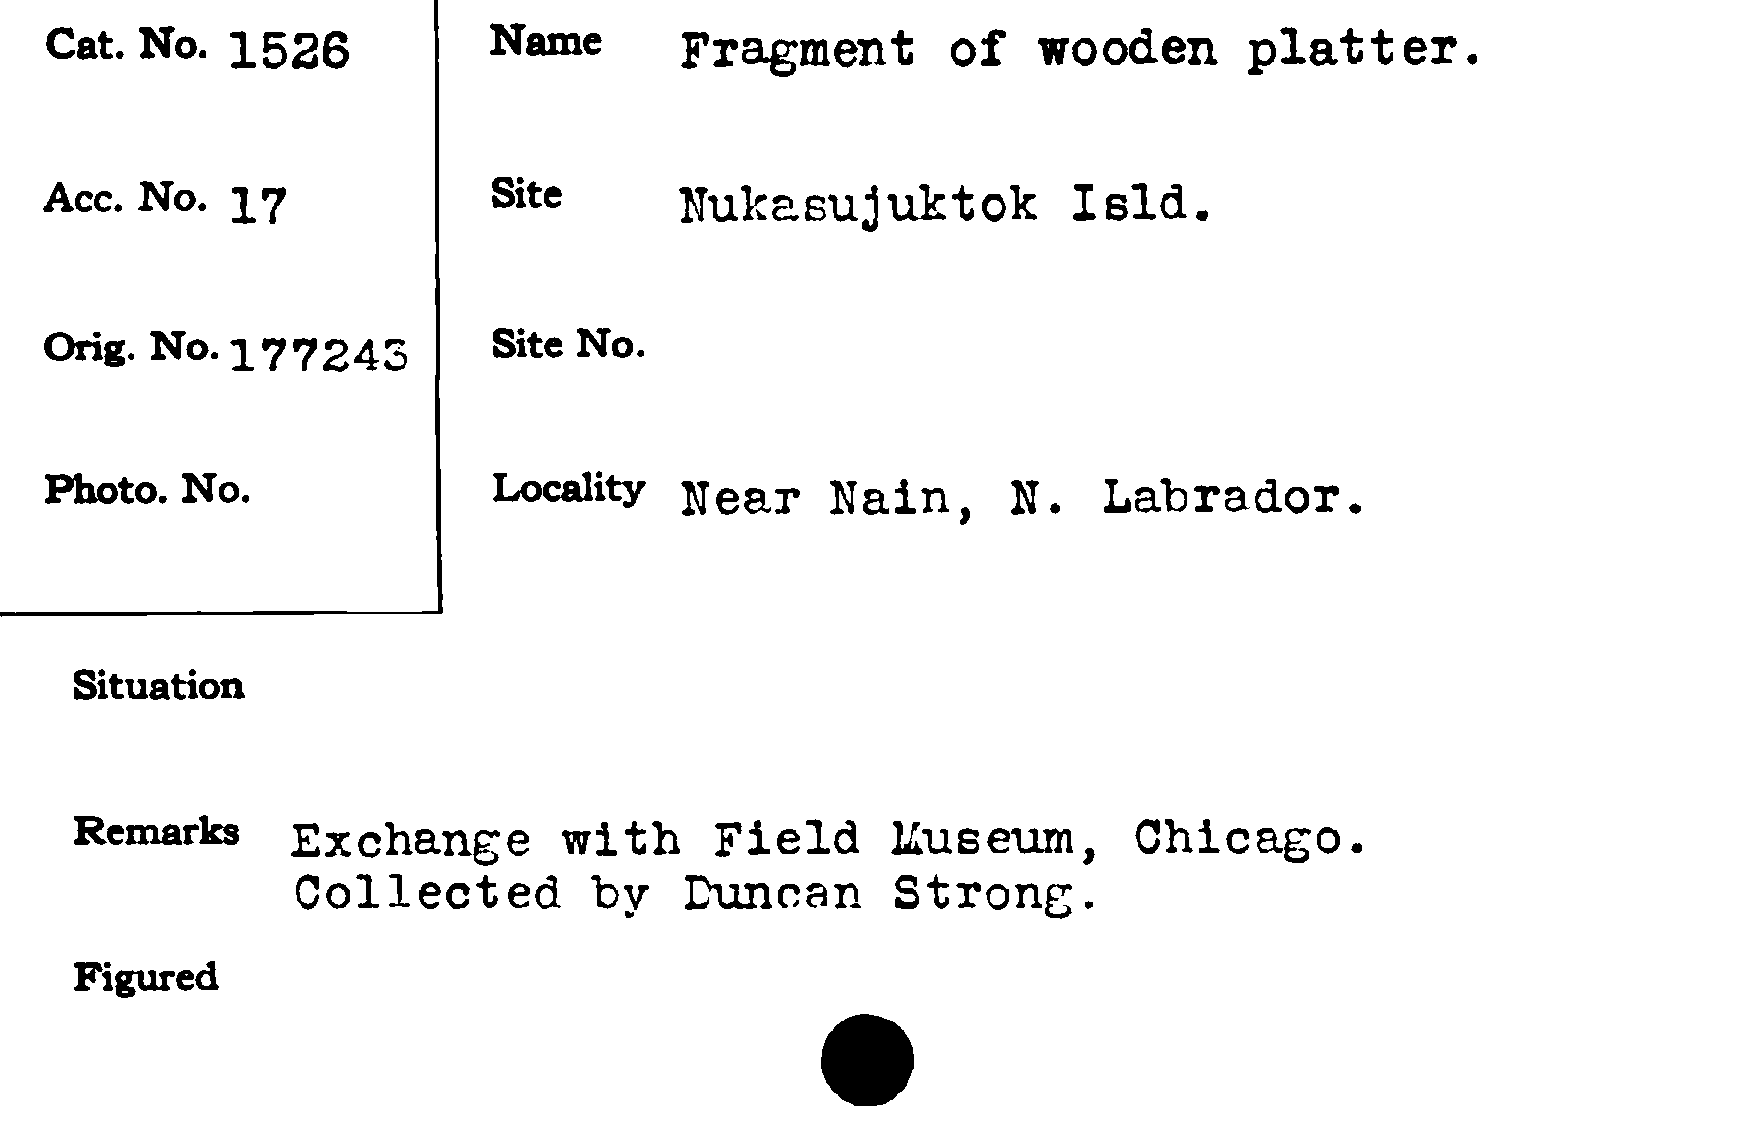 Cat. No. 1526
Name Fragment of wooden platter.
Acc. No. 17
Site Nukasujuktok Isld.
Orig. No. 177243
Site No.
Photo. No.
Locality Near Nain, N. Labrador.
Situation
Remarks Exchange with Field Museum, Chicago.
Collected by Duncan Strong.
Figured